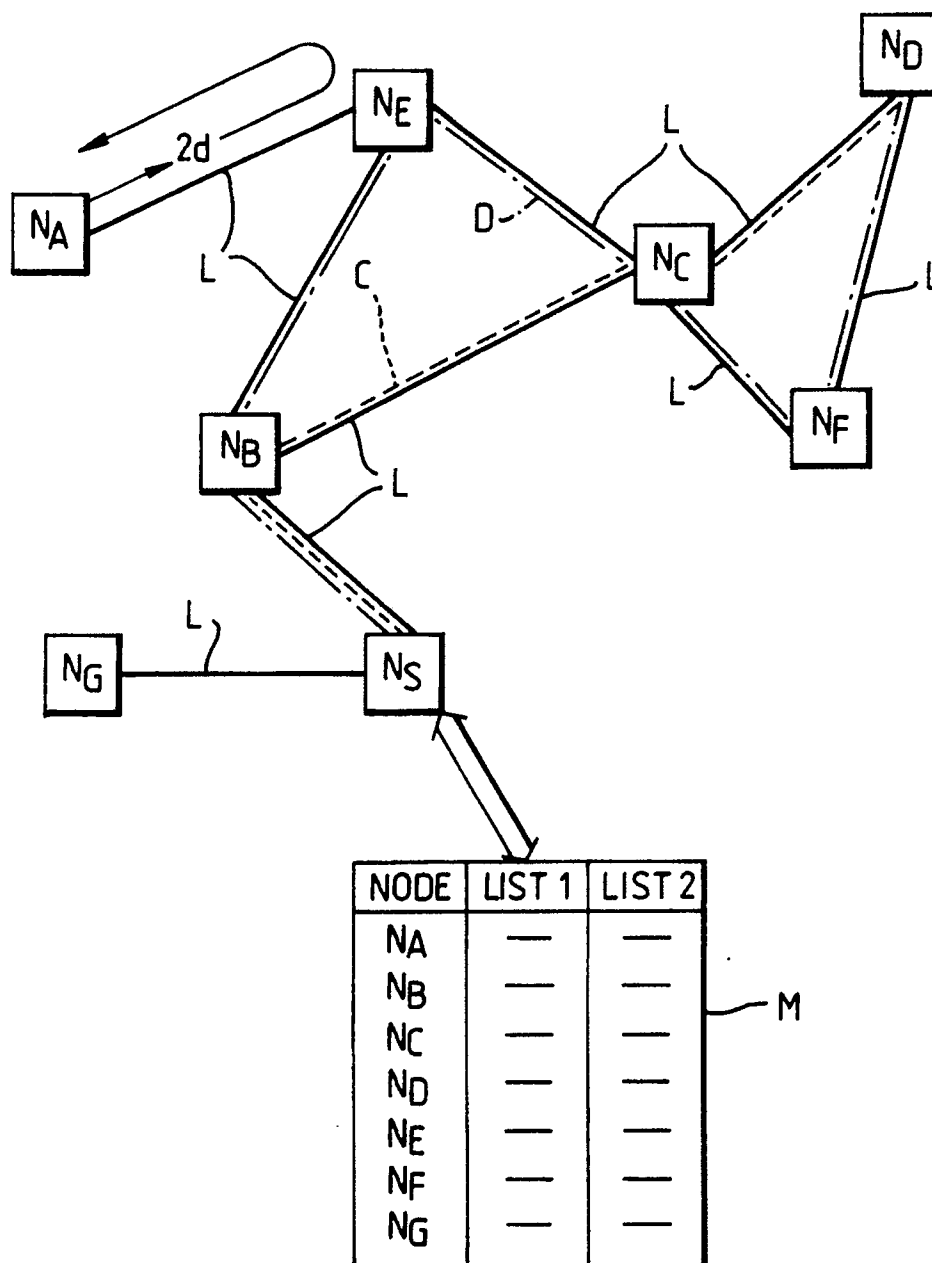 ND
NE
2d
L
NA
D
NC
L
C
L
L
NB
NF
L
L
NG
NS
NODE LIST 1 LIST 2
NA — —
NB — —
M
NC — —
ND — —
NE — —
NF — —
NG — —